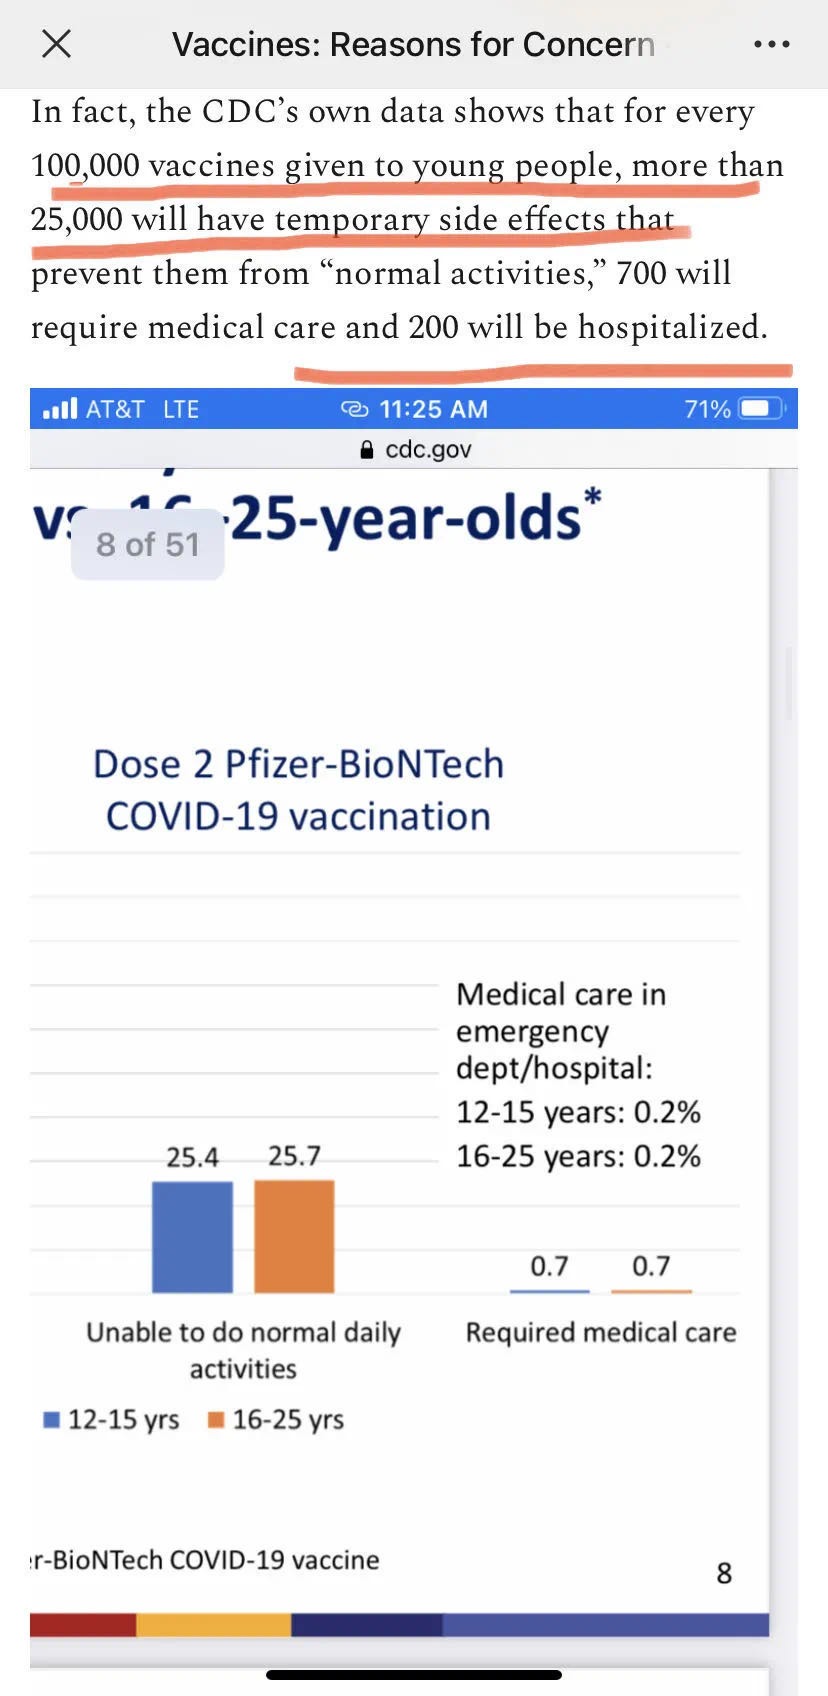 Vaccines: Reasons for Concern
In fact, the CDC’s own data shows that for every
100,000 vaccines given to young people, more than
25,000 will have temporary side effects that
prevent them from “normal activities,” 700 will
require medical care and 200 will be hospitalized.
AT&T LTE 11:25 AM 71%
cdc.gov
-25-year-olds*
8 of 51
Dose 2 Pfizer-BioNTech
COVID-19 vaccination
Medical care in
emergency
dept/hospital:
12-15 years: 0.2%
16-25 years: 0.2%
25.4 25.7
0.7 0.7
Unable to do normal daily
activities
Required medical care
12-15 yrs 16-25 yrs
r-BioNTech COVID-19 vaccine
8